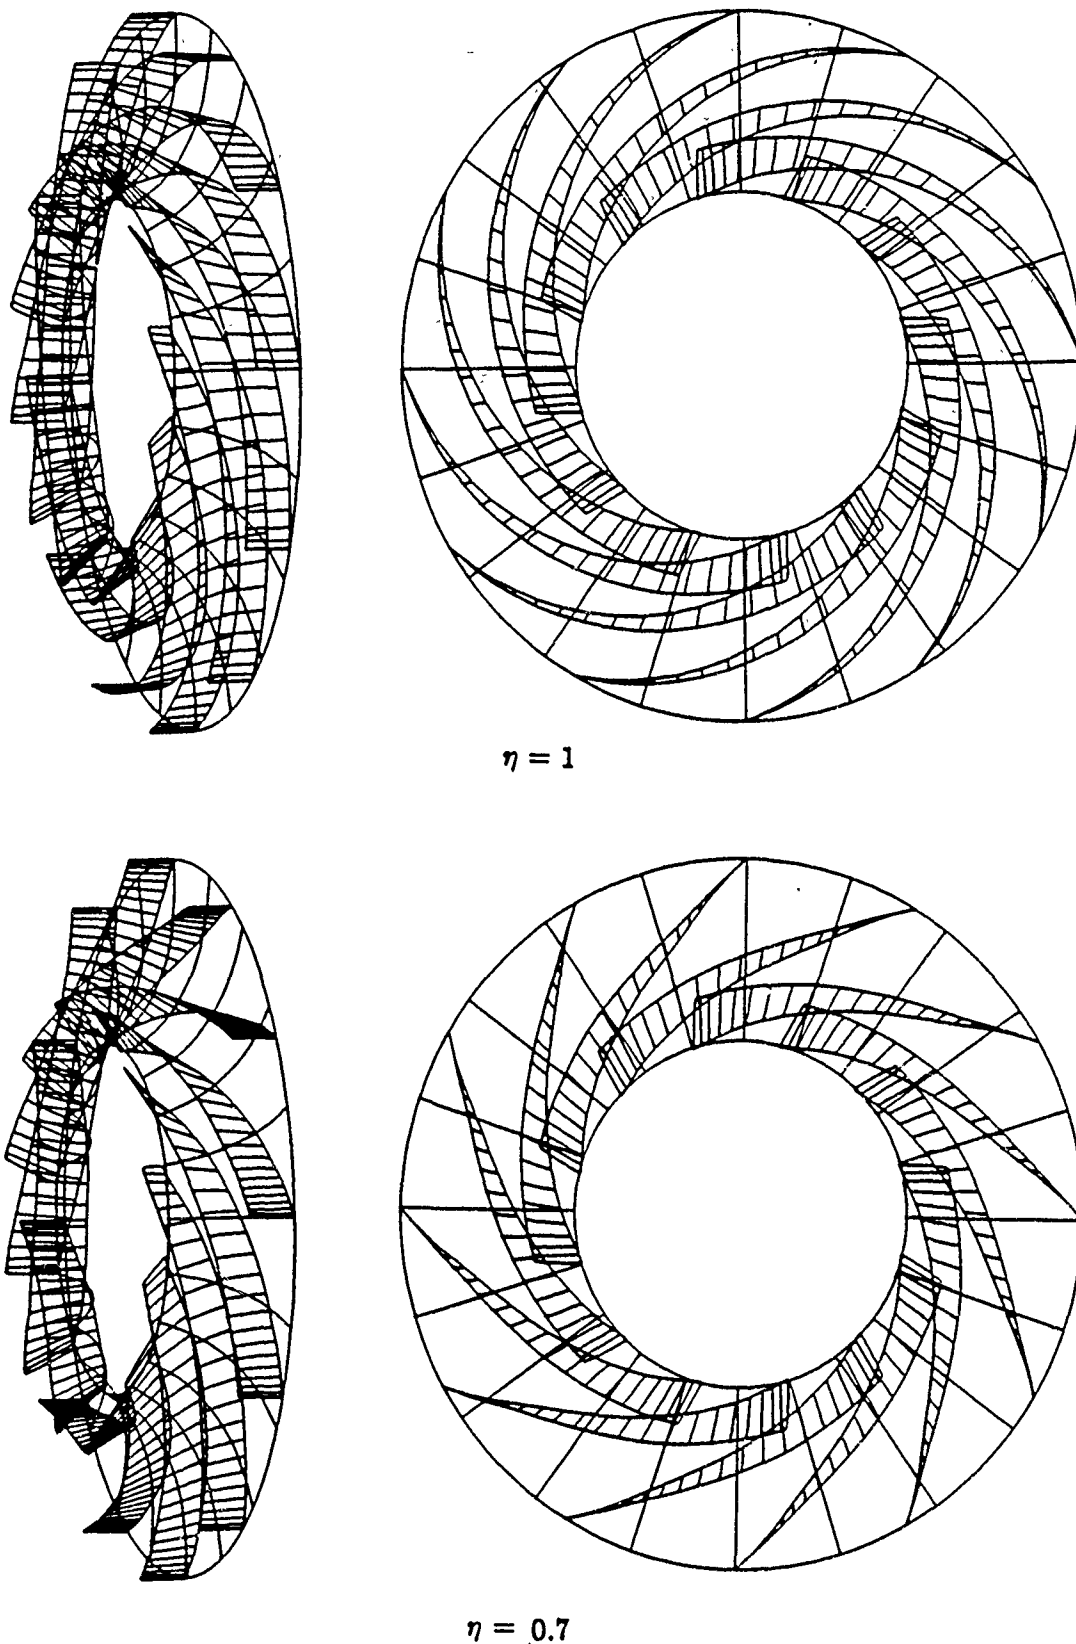 η = 1
η = 0.7